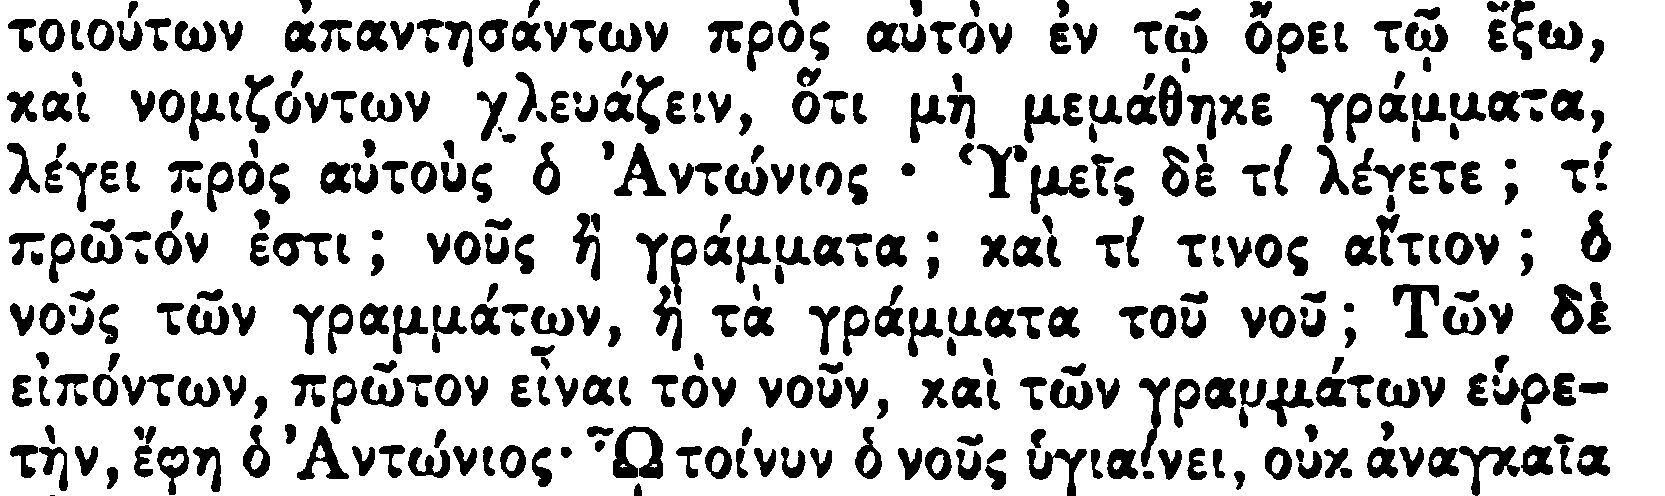 τοιούτων ἀπαντησάντων πρὸς αὐτὸν ἐν τῷ ὄρει τῷ ἔξω,
καὶ νομιζόντων χλευάζειν, ὅτι μὴ μεμάθηκε γράμματα,
λέγει πρὸς αὐτοὺς ὁ Ἀντώνιος · Ὑμεῖς δὲ τί λέγετε ; τί
πρῶτόν ἐστι ; νοῦς ἢ γράμματα ; καὶ τί τινος αἴτιον ; ὁ
νοῦς τῶν γραμμάτων, ἢ τὰ γράμματα τοῦ νοῦ ; Τῶν δὲ
εἰπόντων, πρῶτον εἶναι τὸν νοῦν, καὶ τῶν γραμμάτων εὑρε-
τὴν, ἔφη ὁ Ἀντώνιος· ᾯ τοίνυν ὁ νοῦς ὑγιαίνει, οὐκ ἀναγκαῖα